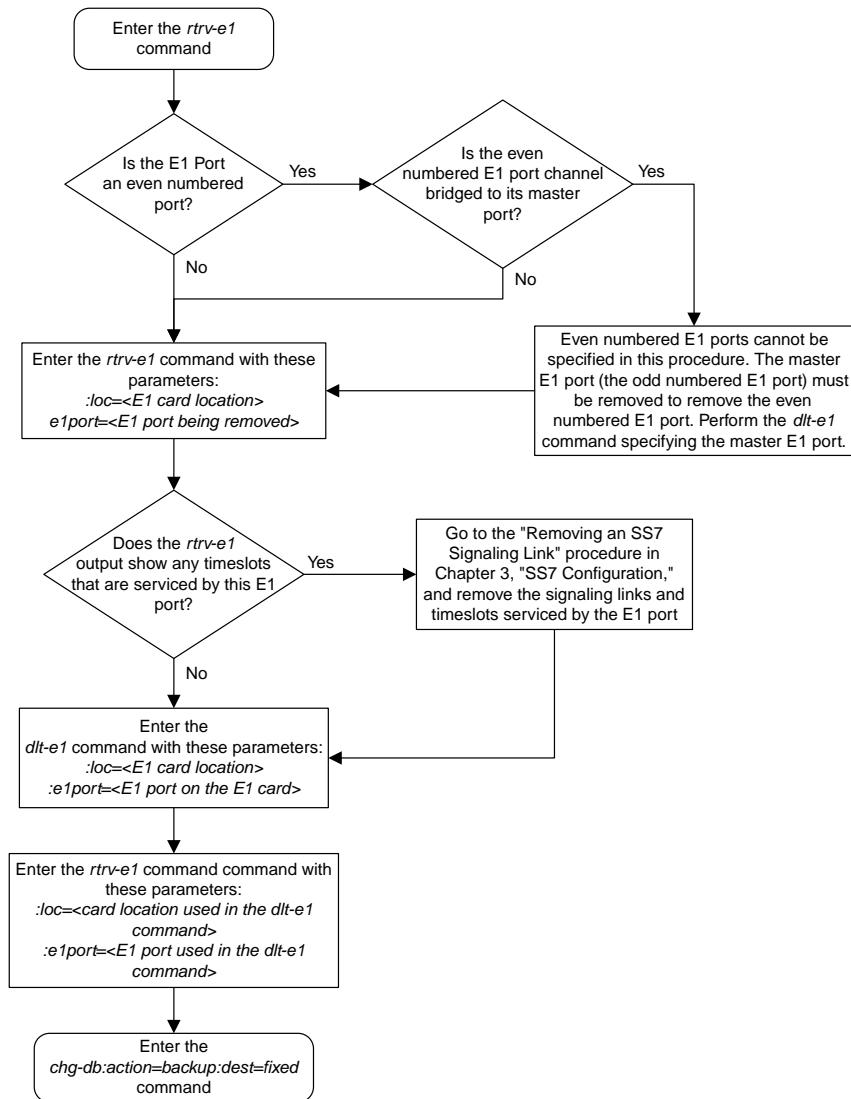 Enter the rtrv-e1
command
Is the E1 Port
an even numbered
port?
Yes
No
Is the even
numbered E1 port channel
bridged to its master
port?
Yes
No
Even numbered E1 ports cannot be
specified in this procedure. The master
E1 port (the odd numbered E1 port) must
be removed to remove the even
numbered E1 port. Perform the dlt-e1
command specifying the master E1 port.
Enter the rtrv-e1 command with these
parameters:
:loc=<E1 card location>
e1port=<E1 port being removed>
Does the rtrv-e1
output show any timeslots
that are serviced by this E1
port?
Yes
No
Go to the "Removing an SS7
Signaling Link" procedure in
Chapter 3, "SS7 Configuration,"
and remove the signaling links and
timeslots serviced by the E1 port
Enter the
dlt-e1 command with these parameters:
:loc=<E1 card location>
:e1port=<E1 port on the E1 card>
Enter the rtrv-e1 command command with
these parameters:
:loc=<card location used in the dlt-e1
command>
:e1port=<E1 port used in the dlt-e1
command>
Enter the
chg-db:action=backup:dest=fixed
command